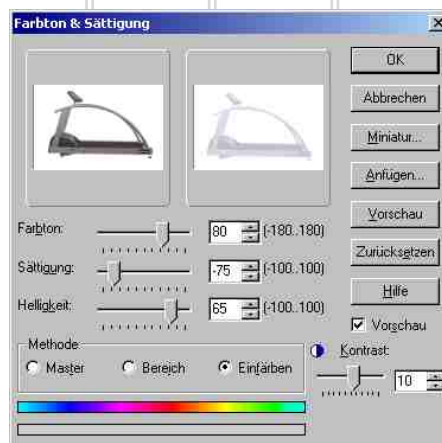 Farbton & Sättigung
OK
Abbrechen
Miniatur...
Anfügen...
Vorschau
Zurücksetzen
Hilfe
Vorschau
Farbton: 80 (-180..180)
Sättigung: -75 (-100..100)
Helligkeit: 65 (-100..100)
Methode
Master Bereich Einfärben
Kontrast:
10